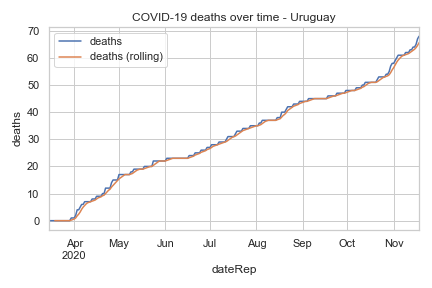 COVID-19 deaths over time - Uruguay
deaths
deaths (rolling)
70
60
50
40
30
20
10
0
deaths
Apr May Jun Jul Aug Sep Oct Nov
2020
dateRep